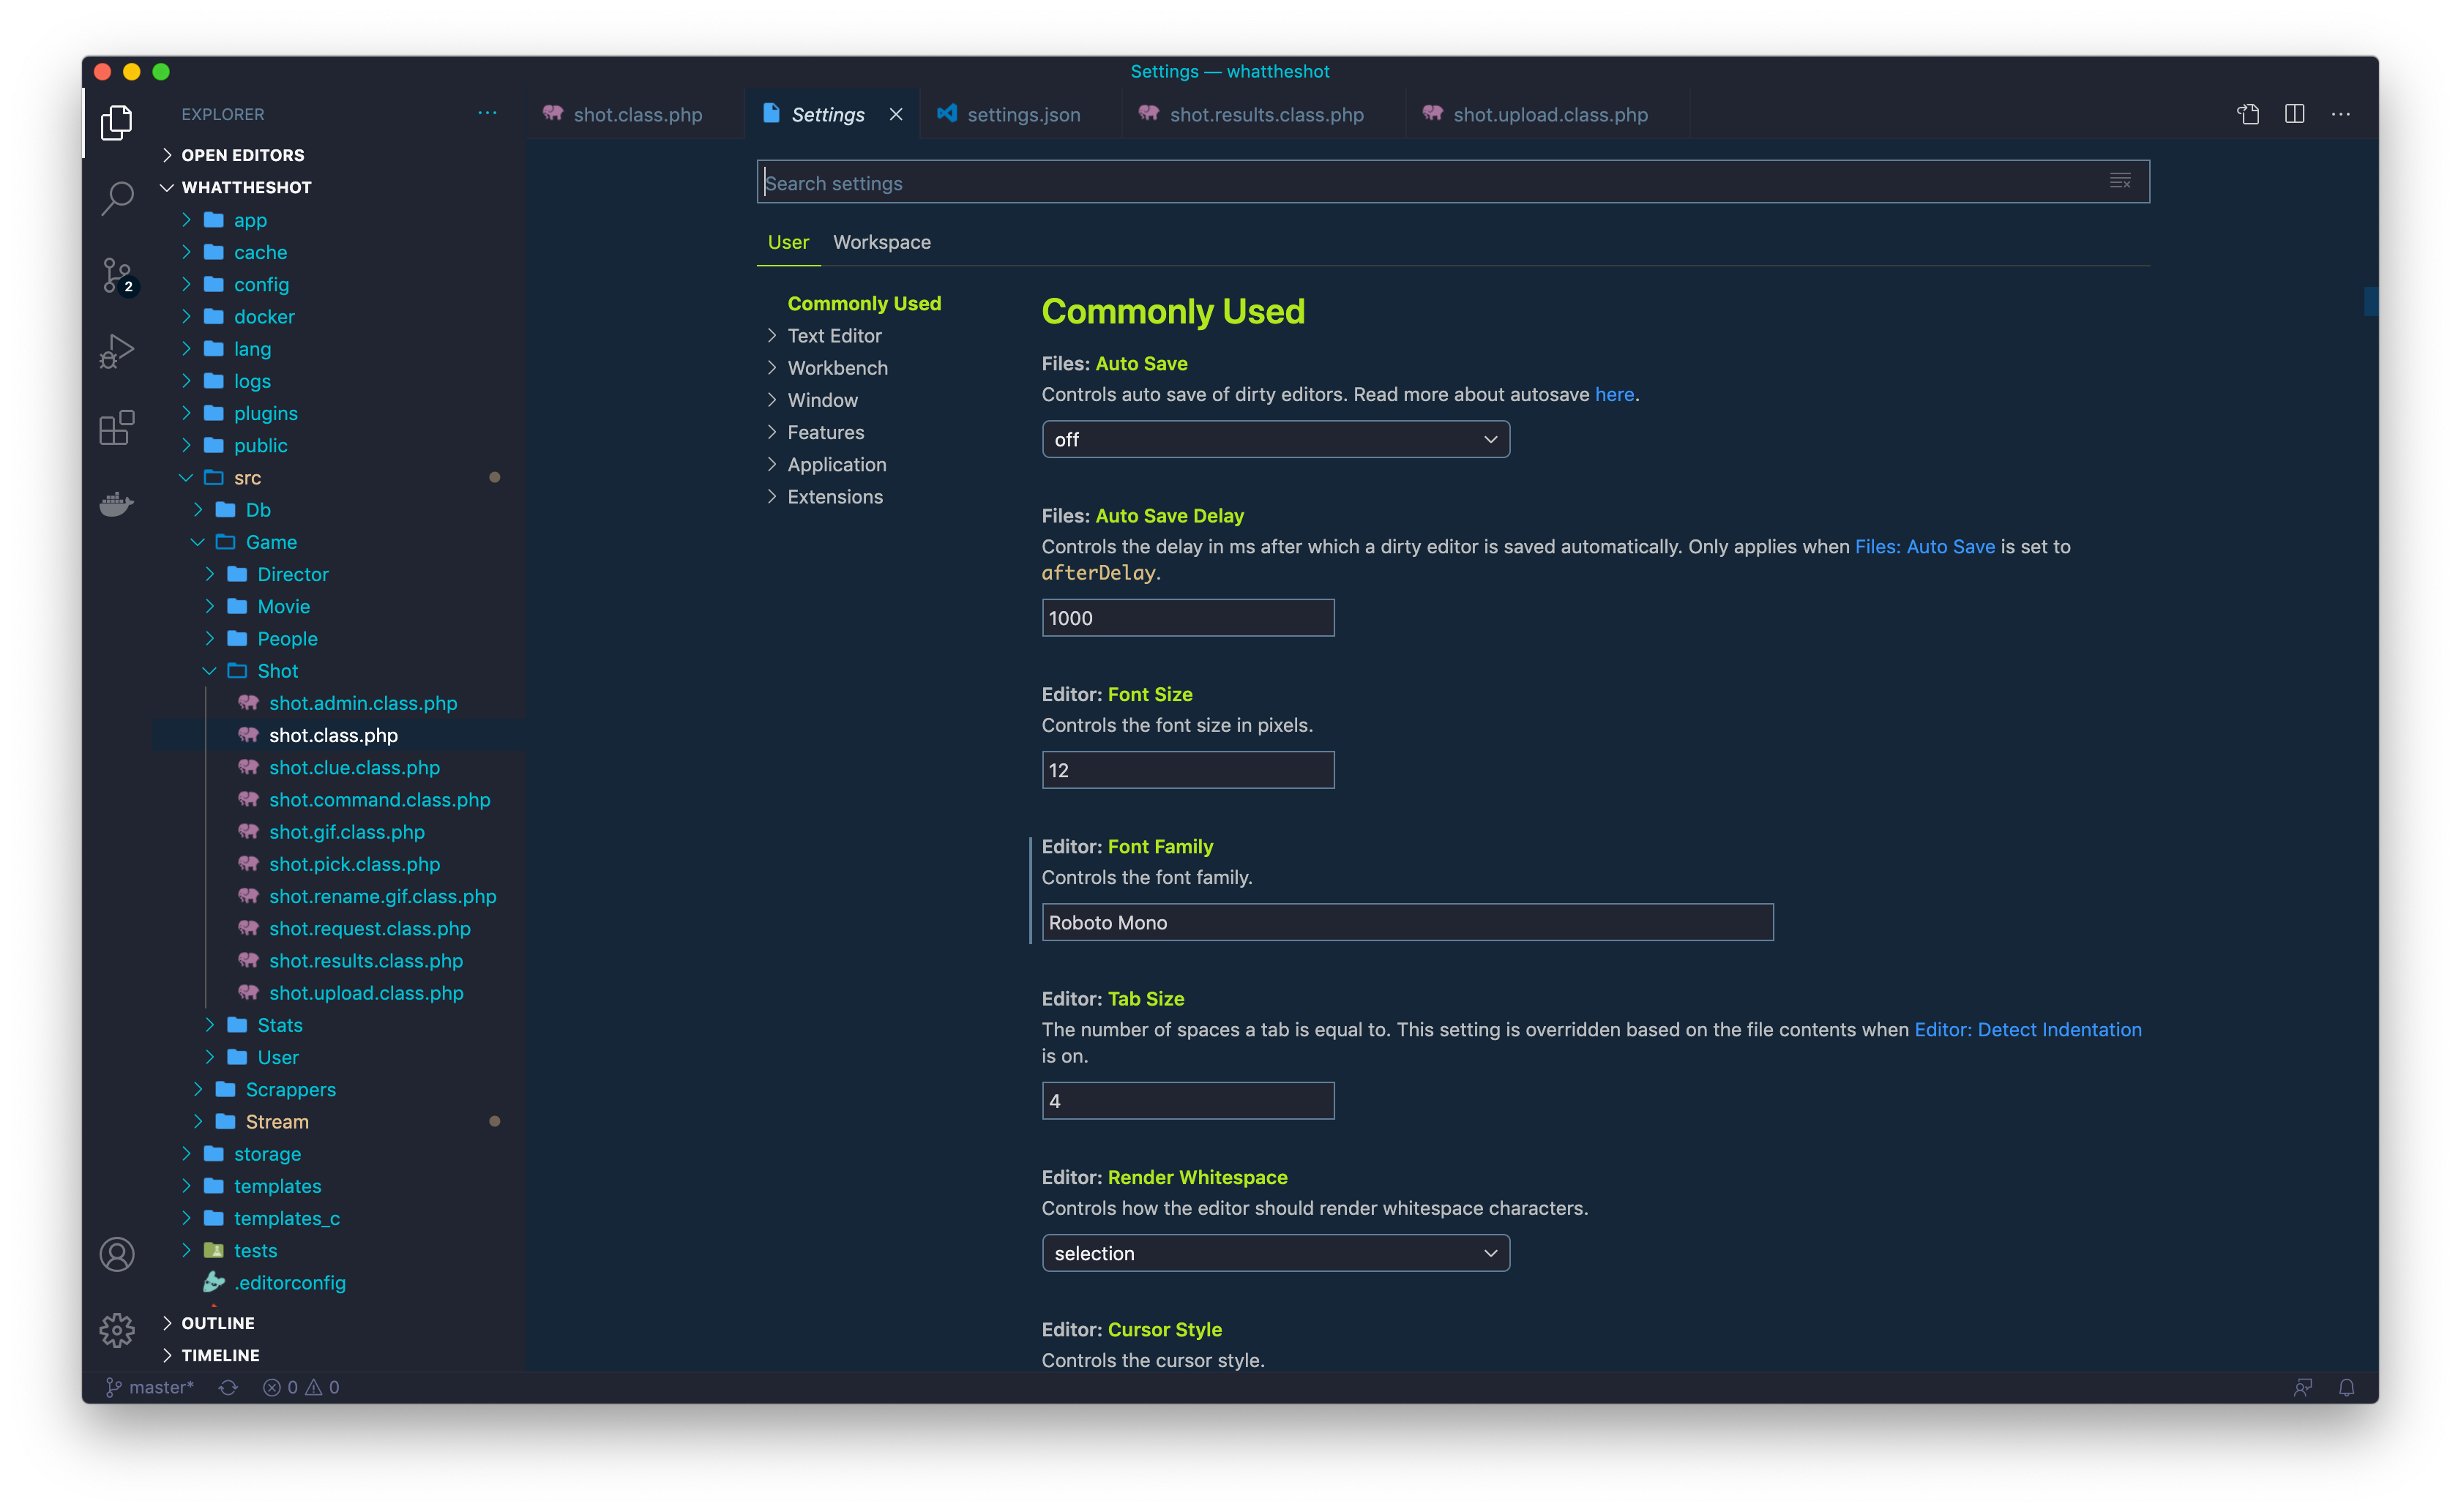 Settings — whattheshot
EXPLORER
OPEN EDITORS
WHATTHESHOT
app
cache
config
docker
lang
logs
plugins
public
src
Db
Game
Director
Movie
People
Shot
shot.admin.class.php
shot.class.php
shot.clue.class.php
shot.command.class.php
shot.gif.class.php
shot.pick.class.php
shot.rename.gif.class.php
shot.request.class.php
shot.results.class.php
shot.upload.class.php
Stats
User
Scrappers
Stream
storage
templates
templates_c
tests
.editorconfig
OUTLINE
TIMELINE
2
shot.class.php
Settings
settings.json
shot.results.class.php
shot.upload.class.php
Search settings
User Workspace
Commonly Used
Text Editor
Workbench
Window
Features
Application
Extensions
Commonly Used
Files: Auto Save
Controls auto save of dirty editors. Read more about autosave here.
off
Files: Auto Save Delay
Controls the delay in ms after which a dirty editor is saved automatically. Only applies when Files: Auto Save is set to
afterDelay.
1000
Editor: Font Size
Controls the font size in pixels.
12
Editor: Font Family
Controls the font family.
Roboto Mono
Editor: Tab Size
The number of spaces a tab is equal to. This setting is overridden based on the file contents when Editor: Detect Indentation
is on.
4
Editor: Render Whitespace
Controls how the editor should render whitespace characters.
selection
Editor: Cursor Style
Controls the cursor style.
master* 0 0